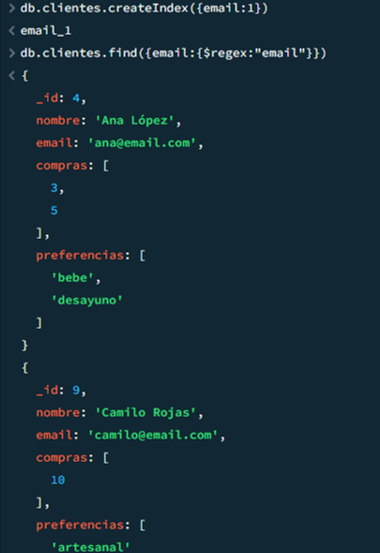 > db.clientes.createIndex({email:1})
< email_1
> db.clientes.find({email:{$regex:"email"}})
< {
_id: 4,
nombre: 'Ana López',
email: 'ana@email.com',
compras: [
3,
5
],
preferencias: [
'bebe',
'desayuno'
]
}
{
_id: 9,
nombre: 'Camilo Rojas',
email: 'camilo@email.com',
compras: [
10
],
preferencias: [
'artesanal'